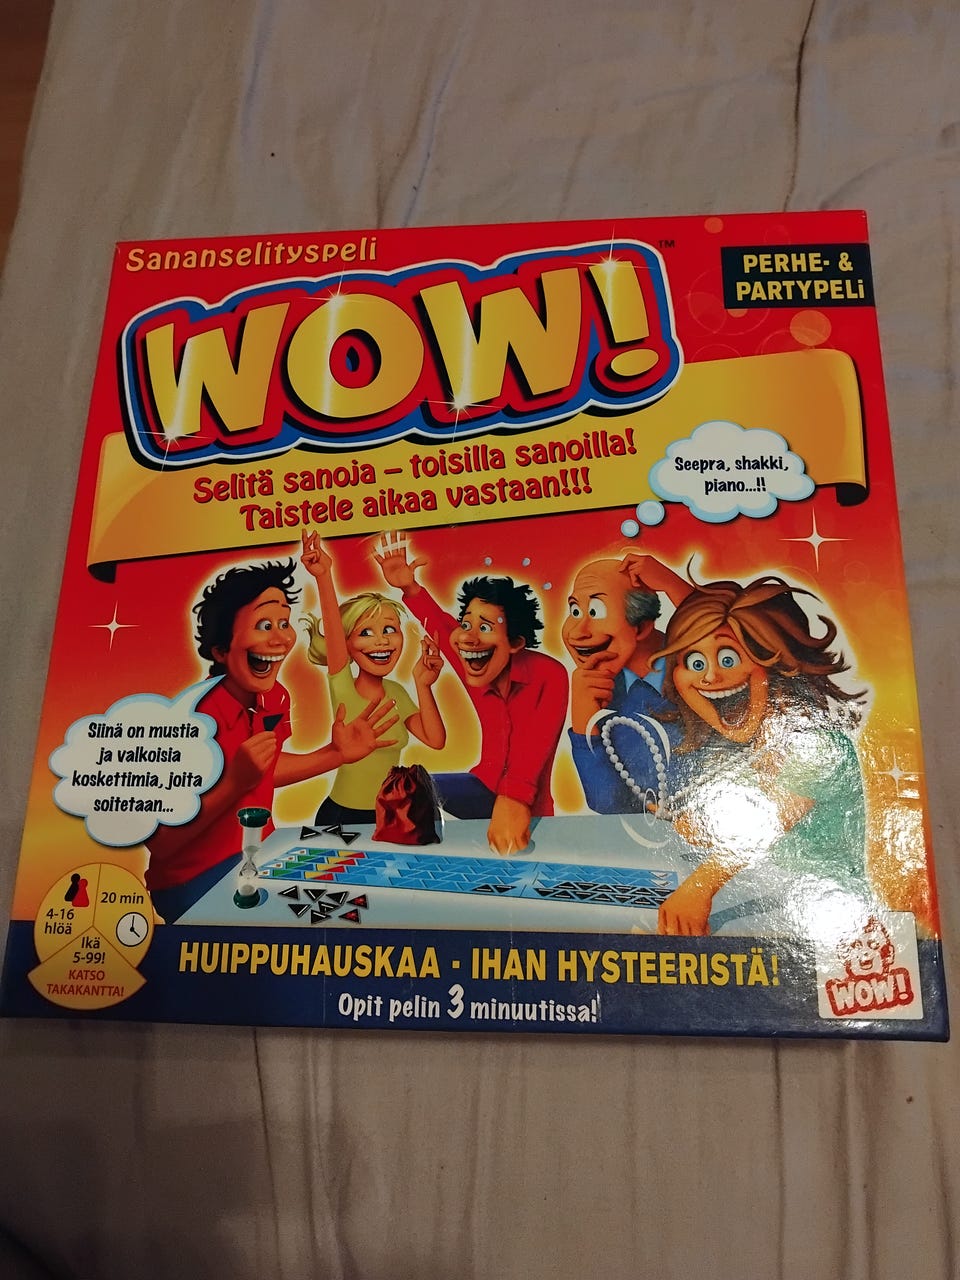 Sananselityspeli
WOW!
TM
PERHE- &
PARTYPELi
Selitä sanoja – toisilla sanoilla!
Taistele aikaa vastaan!!!
Seepra, shakki,
piano...!!
Siinä on mustia
ja valkoisia
koskettimia, joita
soitetaan...
4-16
hlöä
20 min
Ikä
5-99!
KATSO
TAKAKANTTA!
HUIPPUHAUSKAA - IHAN HYSTEERISTÄ!
Opit pelin 3 minuutissa!
WOW!